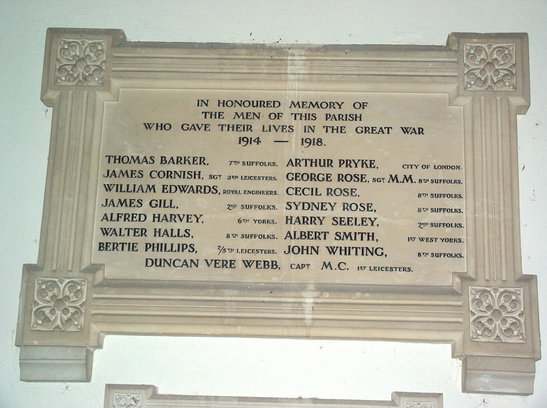 IN HONOURED MEMORY OF
THE MEN OF THIS PARISH
WHO GAVE THEIR LIVES IN THE GREAT WAR
1914 — 1918.
THOMAS BARKER, 7TH SUFFOLKS. ARTHUR PRYKE, CITY OF LONDON.
JAMES CORNISH, SGT 3RD LEICESTERS. GEORGE ROSE, SGT M.M. 8TH SUFFOLKS.
WILLIAM EDWARDS, ROYAL ENGINEERS. CECIL ROSE, 8TH SUFFOLKS.
JAMES GILL, 2ND SUFFOLKS. SYDNEY ROSE, 8TH SUFFOLKS.
ALFRED HARVEY, 6TH YORKS. HARRY SEELEY, 2ND SUFFOLKS.
WALTER HALLS, 8TH SUFFOLKS. ALBERT SMITH, 1ST WEST YORKS.
BERTIE PHILLIPS, 2/5TH LEICESTERS. JOHN WHITING, 8TH SUFFOLKS.
DUNCAN VERE WEBB, CAPT M.C. 1ST LEICESTERS.